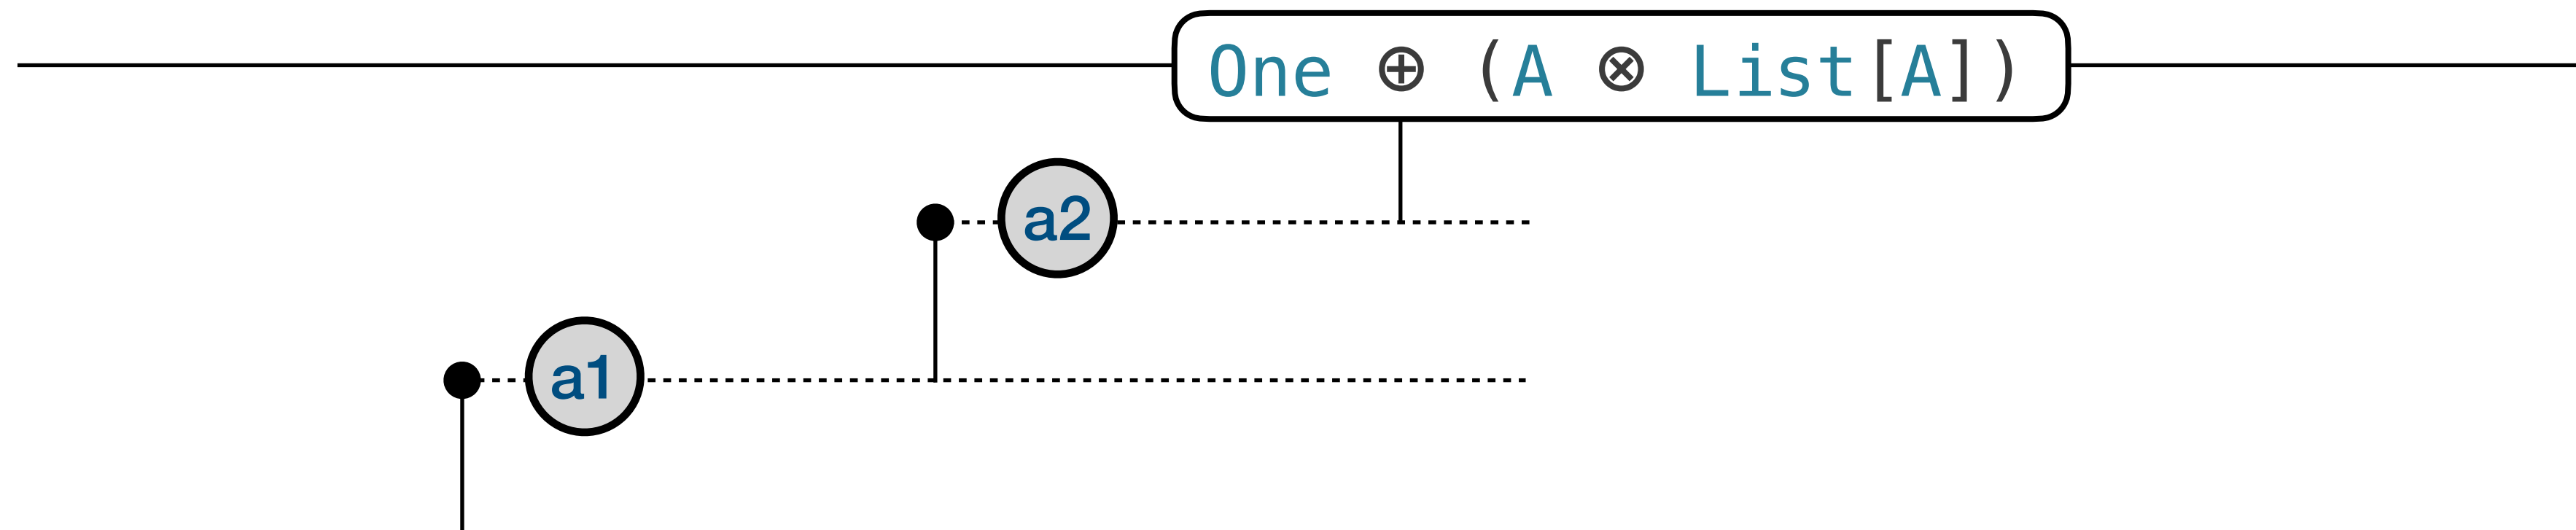 One ⊕ (A ⊗ List[A])
a2
a1